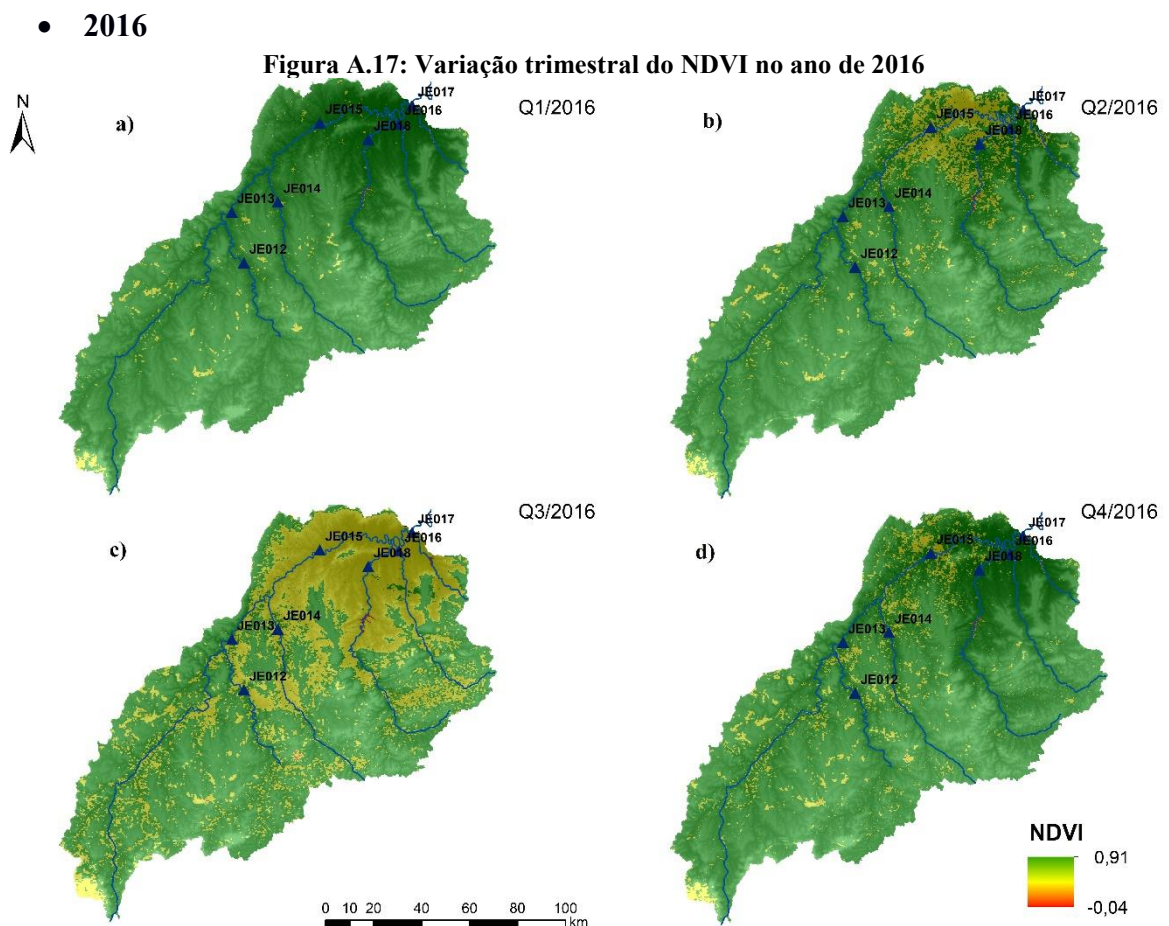 • 2016
Figura A.17: Variação trimestral do NDVI no ano de 2016
N
a)
Q1/2016
JE017
JE016
JE015
JE018
JE014
JE013
JE012
b)
Q2/2016
JE017
JE016
JE015
JE018
JE014
JE013
JE012
c)
Q3/2016
JE017
JE016
JE015
JE018
JE014
JE013
JE012
0 10 20 40 60 80 100
km
d)
Q4/2016
JE017
JE016
JE015
JE018
JE014
JE013
JE012
NDVI
0,91
-0,04